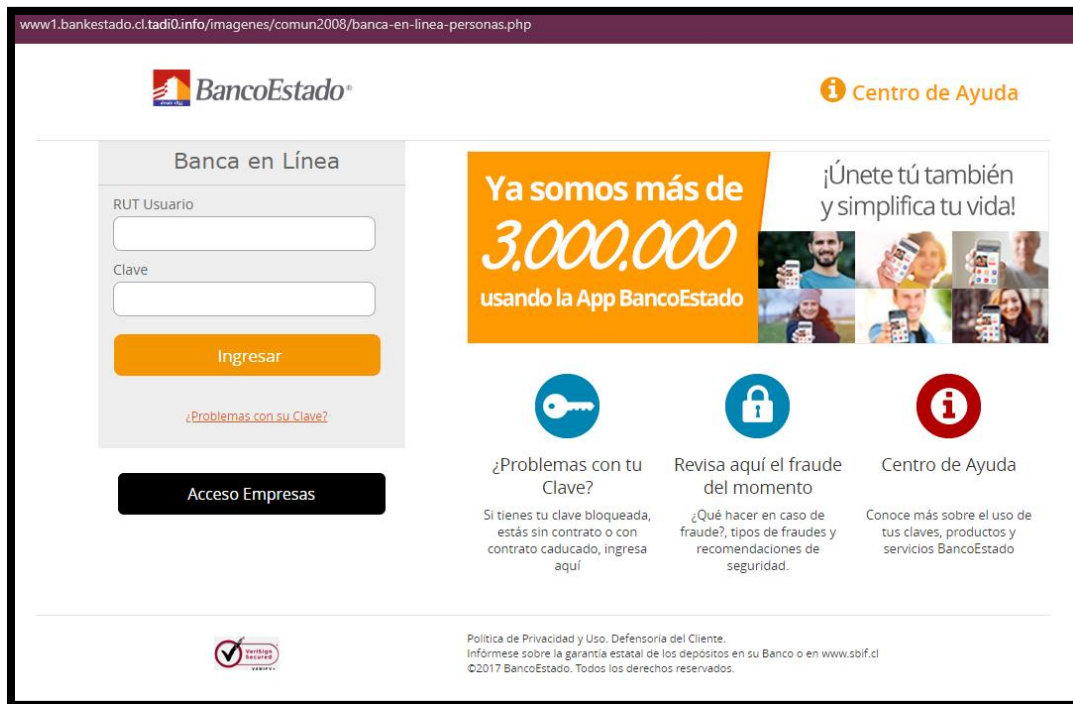 www1.bankestado.cl.tadi0.info/imagenes/comun2008/banca-en-linea-personas.php
BancoEstado®
Centro de Ayuda
Banca en Línea
RUT Usuario
Clave
Ingresar
¿Problemas con su Clave?
Acceso Empresas
Ya somos más de
3.000.000
usando la App BancoEstado
¡Únete tú también
y simplifica tu vida!
¿Problemas con tu
Clave?
Si tienes tu clave bloqueada,
estás sin contrato o con
contrato caducado, ingresa
aquí
Revisa aquí el fraude
del momento
¿Qué hacer en caso de
fraude?, tipos de fraudes y
recomendaciones de
seguridad.
Centro de Ayuda
Conoce más sobre el uso de
tus claves, productos y
servicios BancoEstado
VeriSign
Secured
Política de Privacidad y Uso. Defensoría del Cliente.
Infórmese sobre la garantía estatal de los depósitos en su Banco o en www.sbif.cl
©2017 BancoEstado. Todos los derechos reservados.